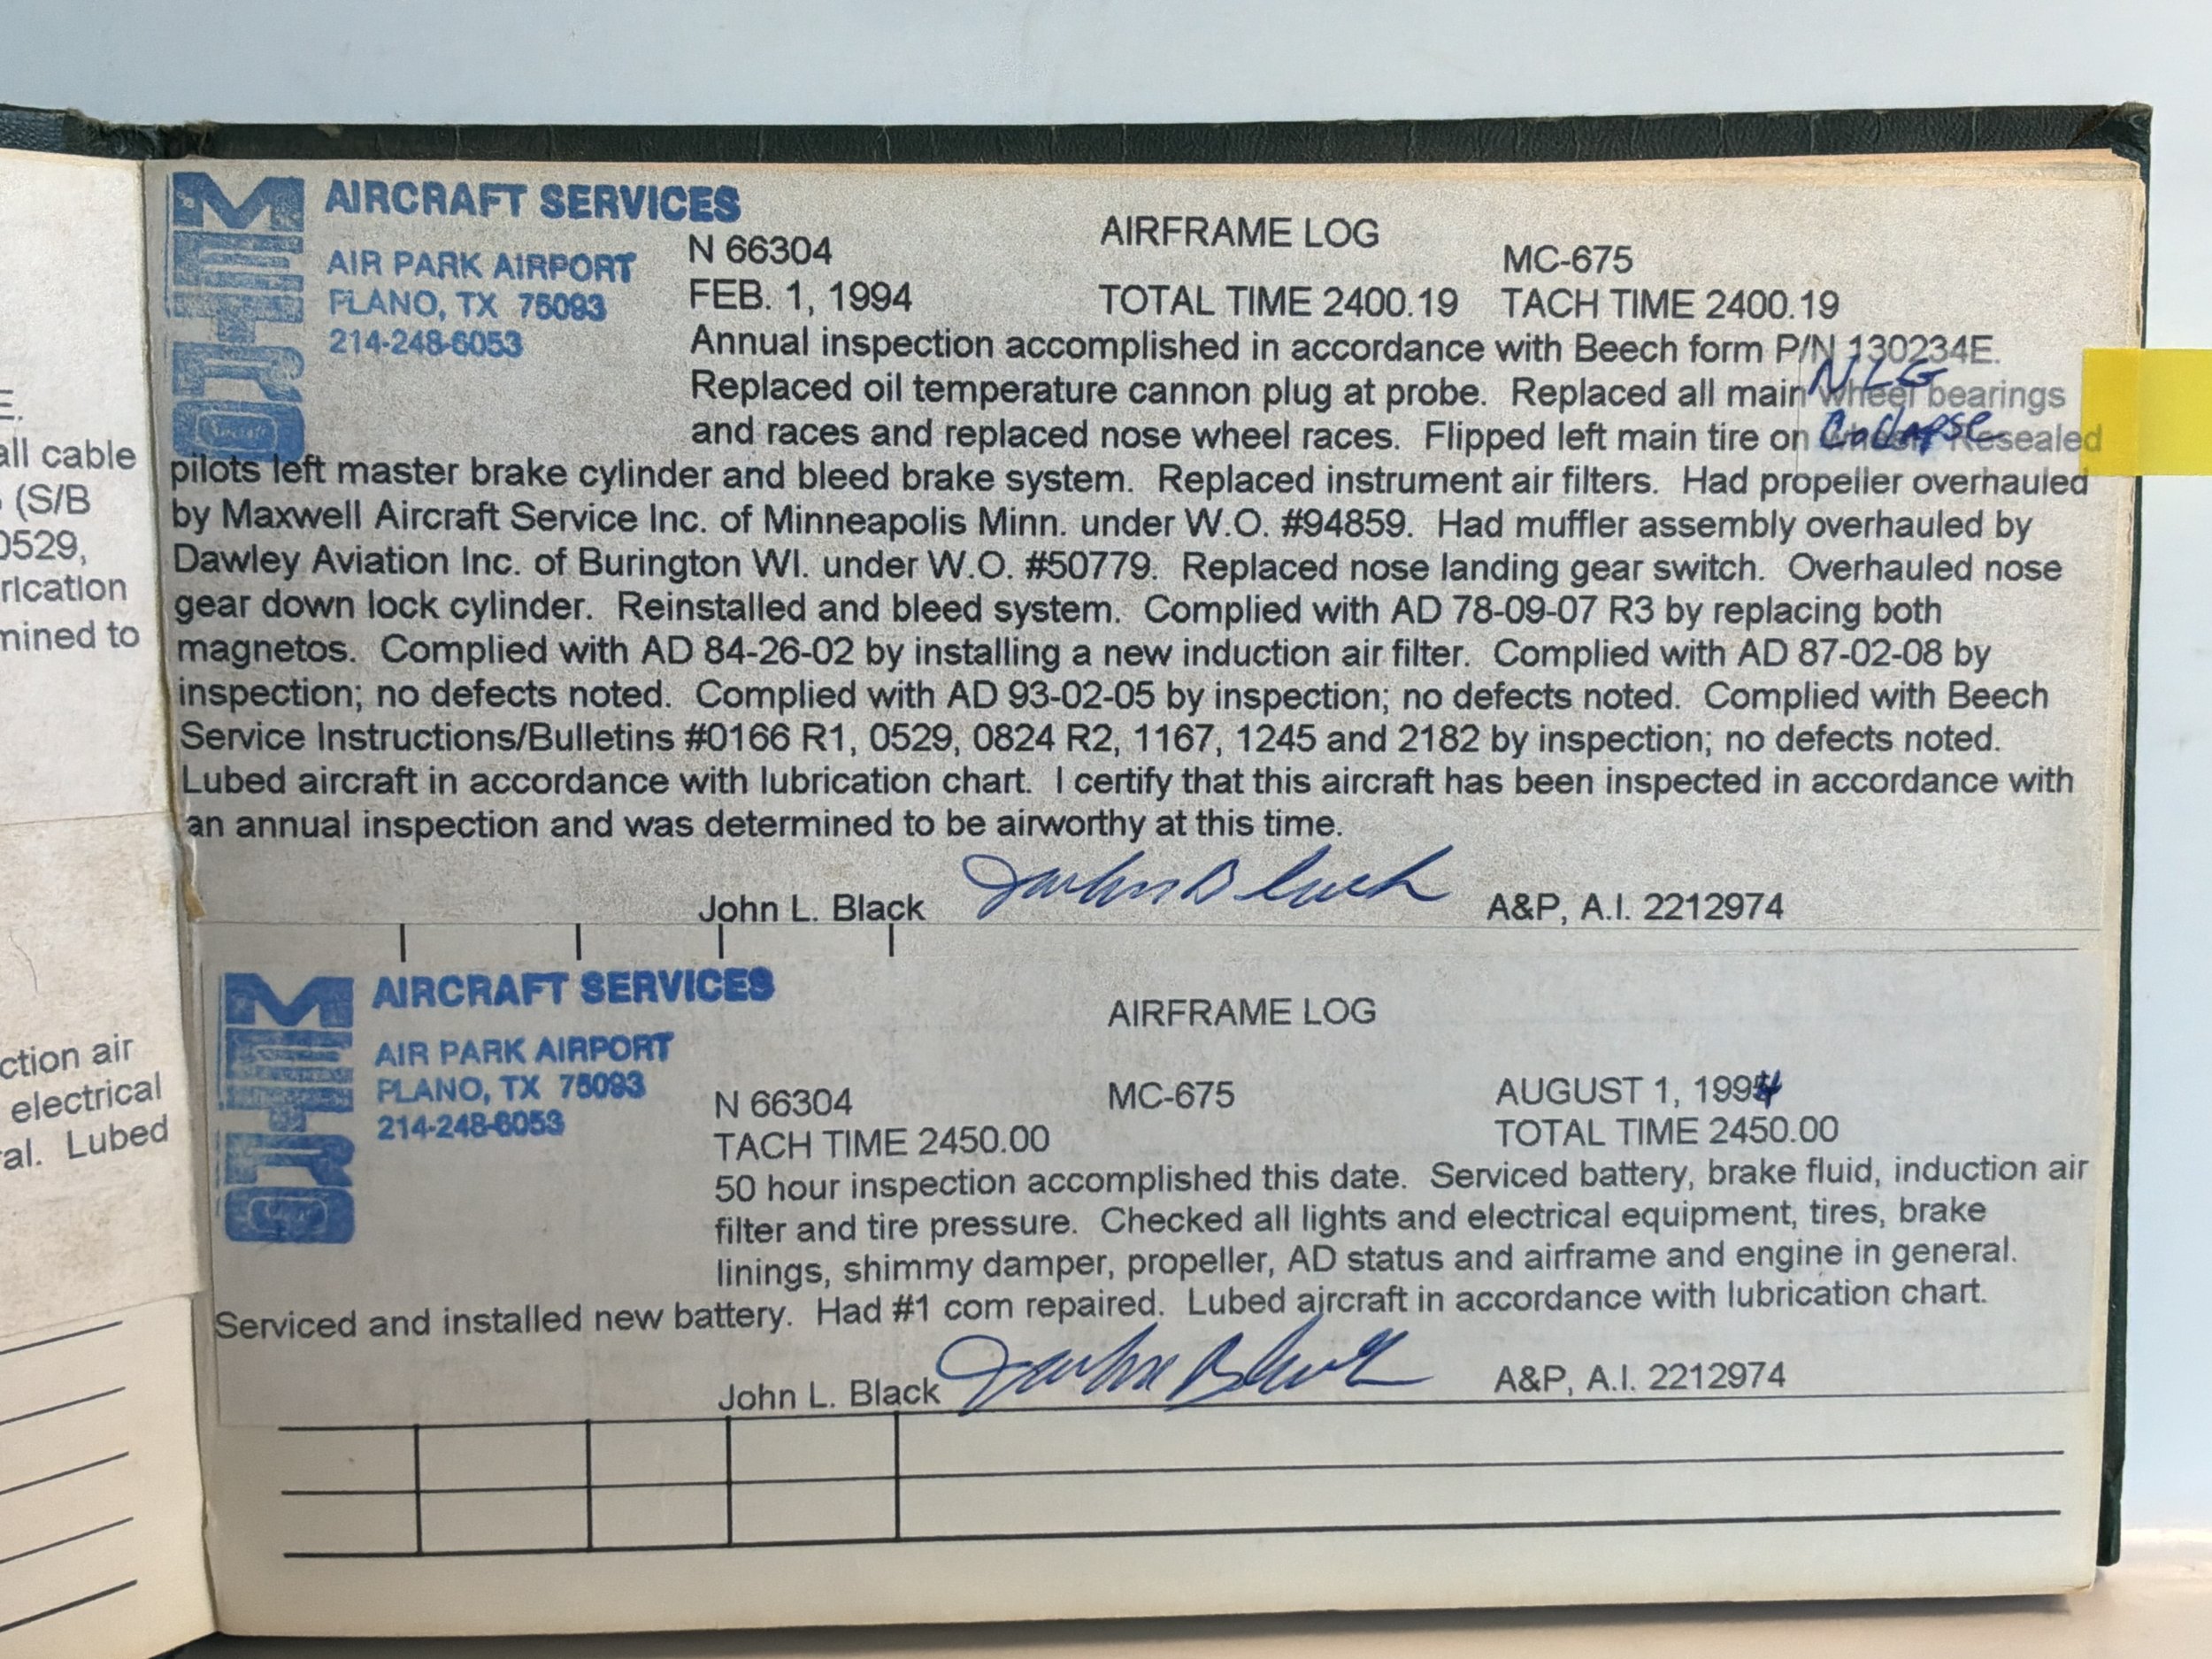 E.
all cable
(S/B
0529,
rication
mined to
ction air
electrical
al. Lubed
METRO
AIRCRAFT SERVICES
AIR PARK AIRPORT
PLANO, TX 75093
214-248-6053
AIRFRAME LOG
N 66304 MC-675
FEB. 1, 1994 TOTAL TIME 2400.19 TACH TIME 2400.19
Annual inspection accomplished in accordance with Beech form P/N 130234E.
NLG
Replaced oil temperature cannon plug at probe. Replaced all main wheel bearings
Collapse
and races and replaced nose wheel races. Flipped left main tire on Resealed
pilots left master brake cylinder and bleed brake system. Replaced instrument air filters. Had propeller overhauled
by Maxwell Aircraft Service Inc. of Minneapolis Minn. under W.O. #94859. Had muffler assembly overhauled by
Dawley Aviation Inc. of Burington WI. under W.O. #50779. Replaced nose landing gear switch. Overhauled nose
gear down lock cylinder. Reinstalled and bleed system. Complied with AD 78-09-07 R3 by replacing both
magnetos. Complied with AD 84-26-02 by installing a new induction air filter. Complied with AD 87-02-08 by
inspection; no defects noted. Complied with AD 93-02-05 by inspection; no defects noted. Complied with Beech
Service Instructions/Bulletins #0166 R1, 0529, 0824 R2, 1167, 1245 and 2182 by inspection; no defects noted.
Lubed aircraft in accordance with lubrication chart. I certify that this aircraft has been inspected in accordance with
an annual inspection and was determined to be airworthy at this time.
John L. Black John L Black A&P, A.I. 2212974
METRO
AIRCRAFT SERVICES
AIR PARK AIRPORT
PLANO, TX 75093
214-248-6053
AIRFRAME LOG
N 66304 MC-675 AUGUST 1, 1994
TACH TIME 2450.00 TOTAL TIME 2450.00
50 hour inspection accomplished this date. Serviced battery, brake fluid, induction air
filter and tire pressure. Checked all lights and electrical equipment, tires, brake
linings, shimmy damper, propeller, AD status and airframe and engine in general.
Serviced and installed new battery. Had #1 com repaired. Lubed aircraft in accordance with lubrication chart.
John L. Black John L Black A&P, A.I. 2212974